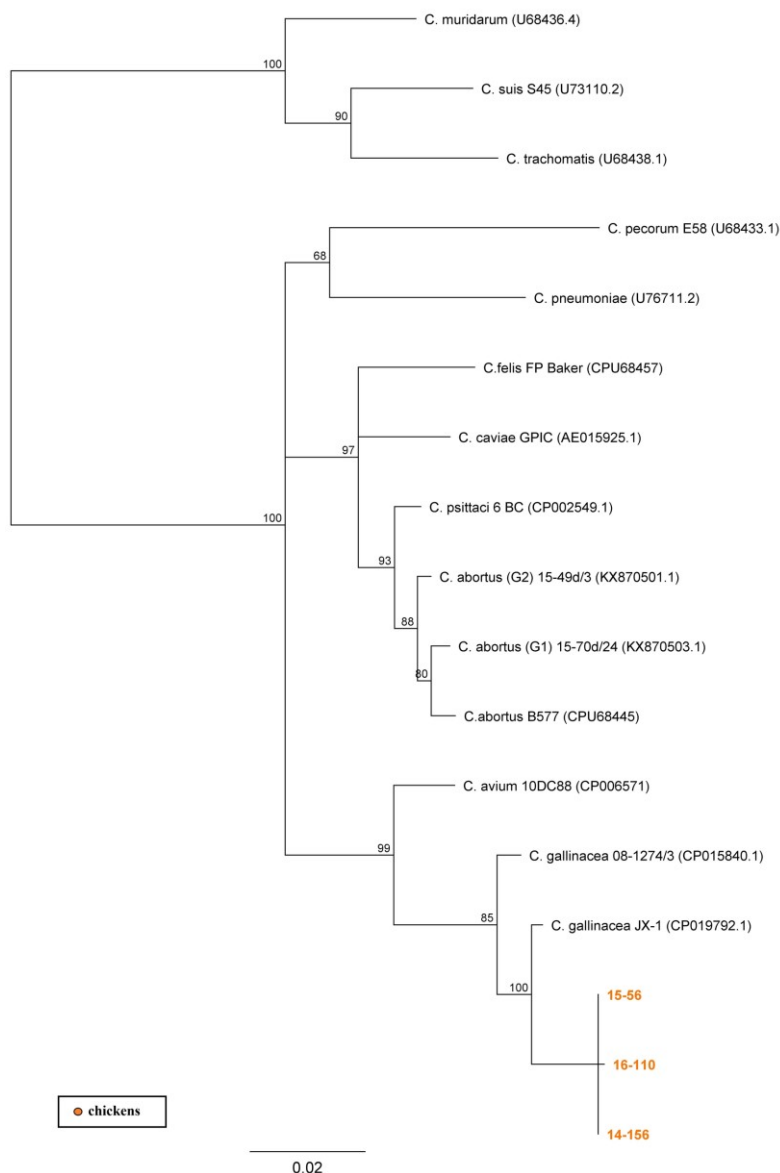 C. muridarum (U68436.4)
100
C. suis S45 (U73110.2)
90
C. trachomatis (U68438.1)
C. pecorum E58 (U68433.1)
68
C. pneumoniae (U76711.2)
C.felis FP Baker (CPU68457)
97
C. caviae GPIC (AE015925.1)
C. psittaci 6 BC (CP002549.1)
100
93
C. abortus (G2) 15-49d/3 (KX870501.1)
88
C. abortus (G1) 15-70d/24 (KX870503.1)
80
C.abortus B577 (CPU68445)
C. avium 10DC88 (CP006571)
99
C. gallinacea 08-1274/3 (CP015840.1)
85
C. gallinacea JX-1 (CP019792.1)
100
15-56
16-110
14-156
chickens
0.02